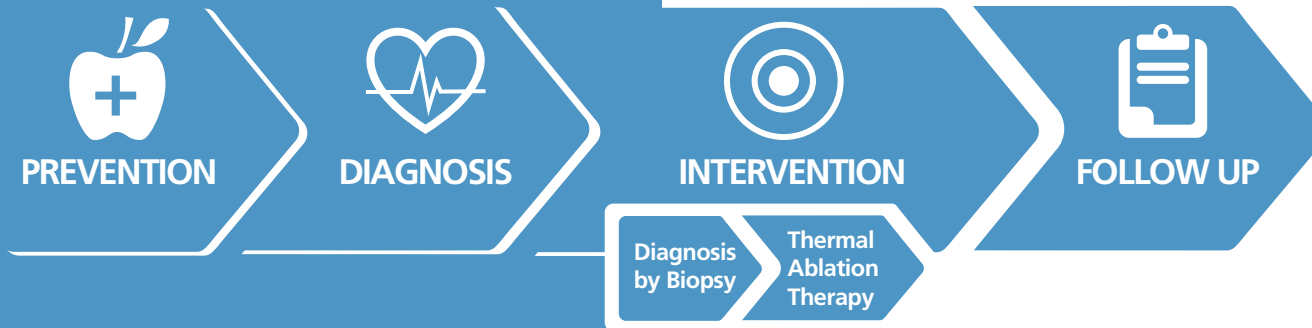 PREVENTION
DIAGNOSIS
INTERVENTION
FOLLOW UP
Diagnosis
by Biopsy
Thermal
Ablation
Therapy